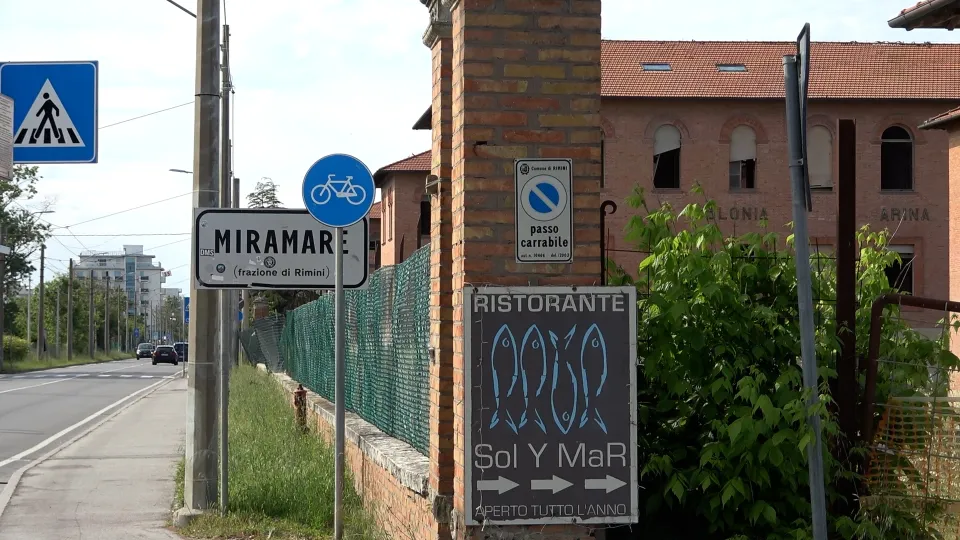 MIRAMARE
(frazione di Rimini)
Comune di RIMINI
passo
carrabile
RISTORANTE
Sol Y MaR
APERTO TUTTO L'ANNO
OLONIA ARINA